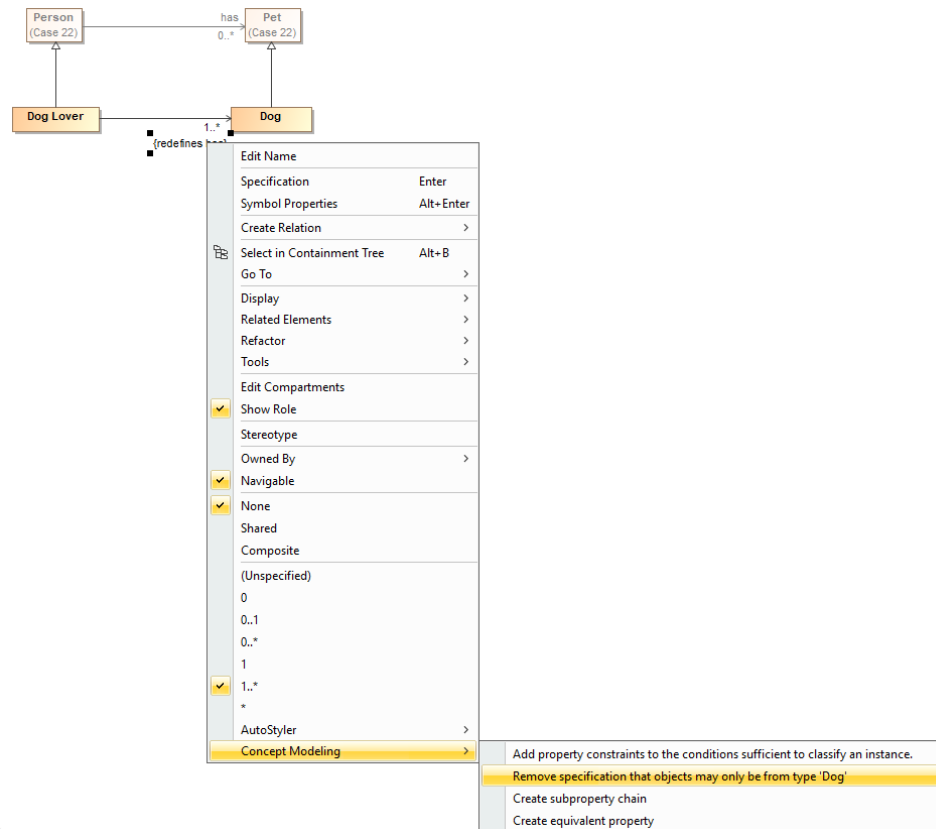 Person
(Case 22)
has
0..*
Pet
(Case 22)
Dog Lover
Dog
1..*
{redefines has}
Edit Name
Specification Enter
Symbol Properties Alt+Enter
Create Relation
Select in Containment Tree Alt+B
Go To
Display
Related Elements
Refactor
Tools
Edit Compartments
Show Role
Stereotype
Owned By
Navigable
None
Shared
Composite
(Unspecified)
0
0..1
0..*
1
1..*
*
AutoStyler
Concept Modeling
Add property constraints to the conditions sufficient to classify an instance.
Remove specification that objects may only be from type 'Dog'
Create subproperty chain
Create equivalent property